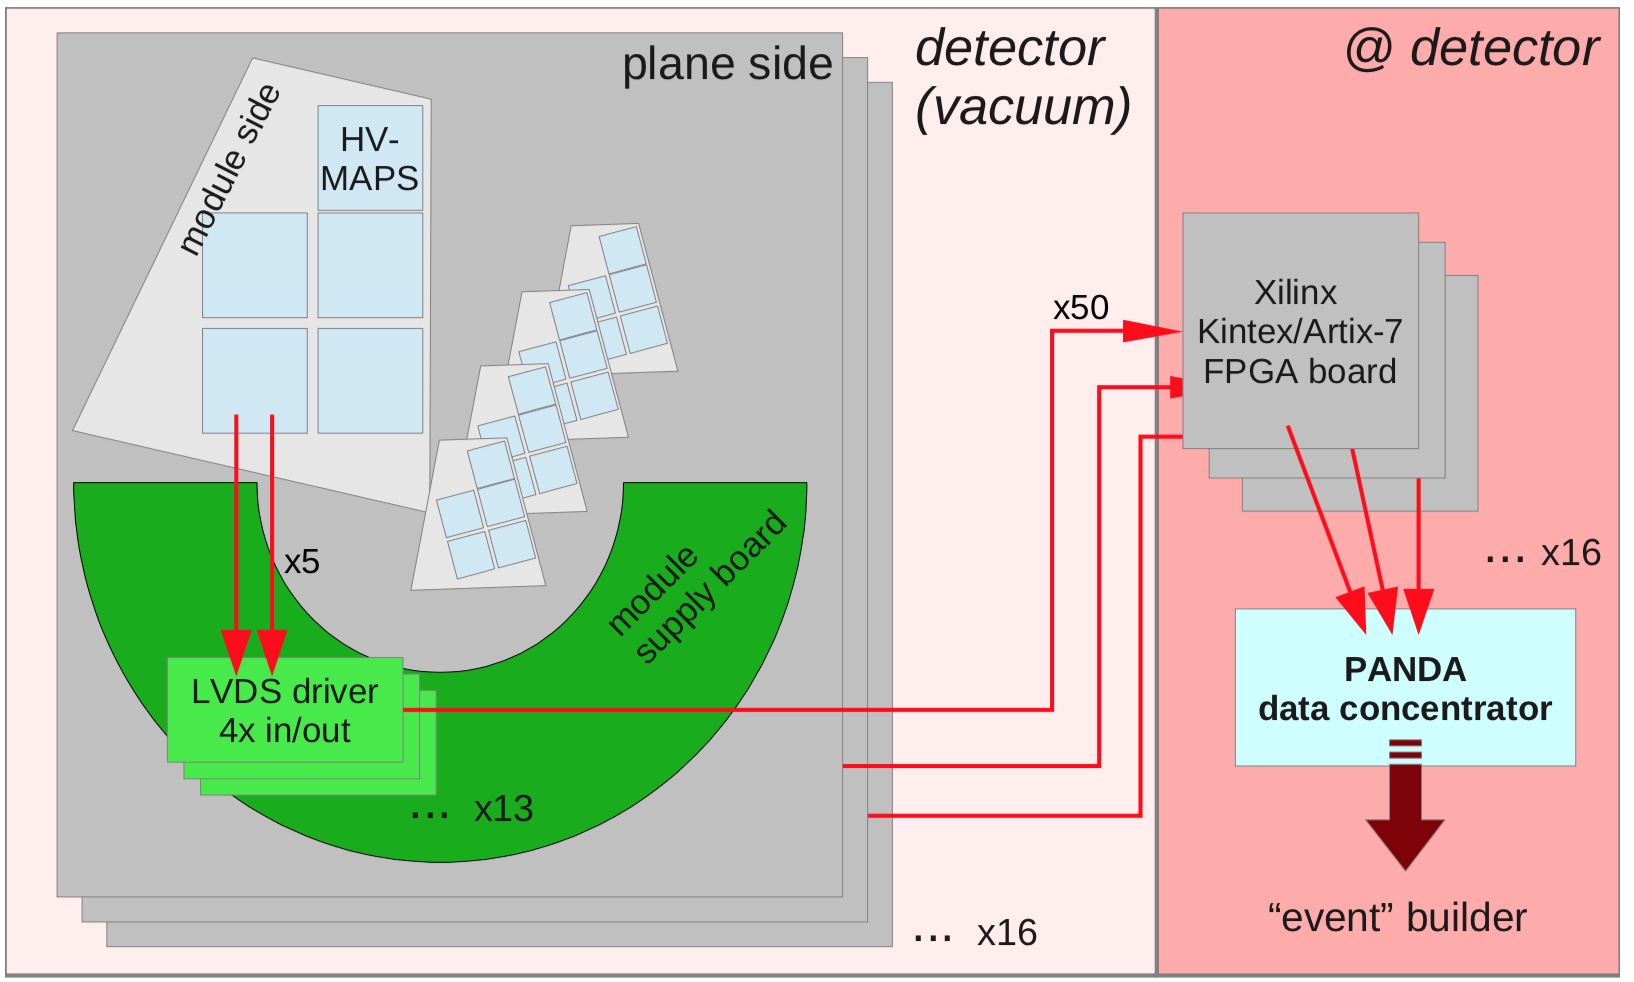 plane side
detector
(vacuum)
@ detector
module side
HV-
MAPS
x50
Xilinx
Kintex/Artix-7
FPGA board
x5
module
supply board
... x16
LVDS driver
4x in/out
PANDA
data concentrator
... x13
"event" builder
... x16